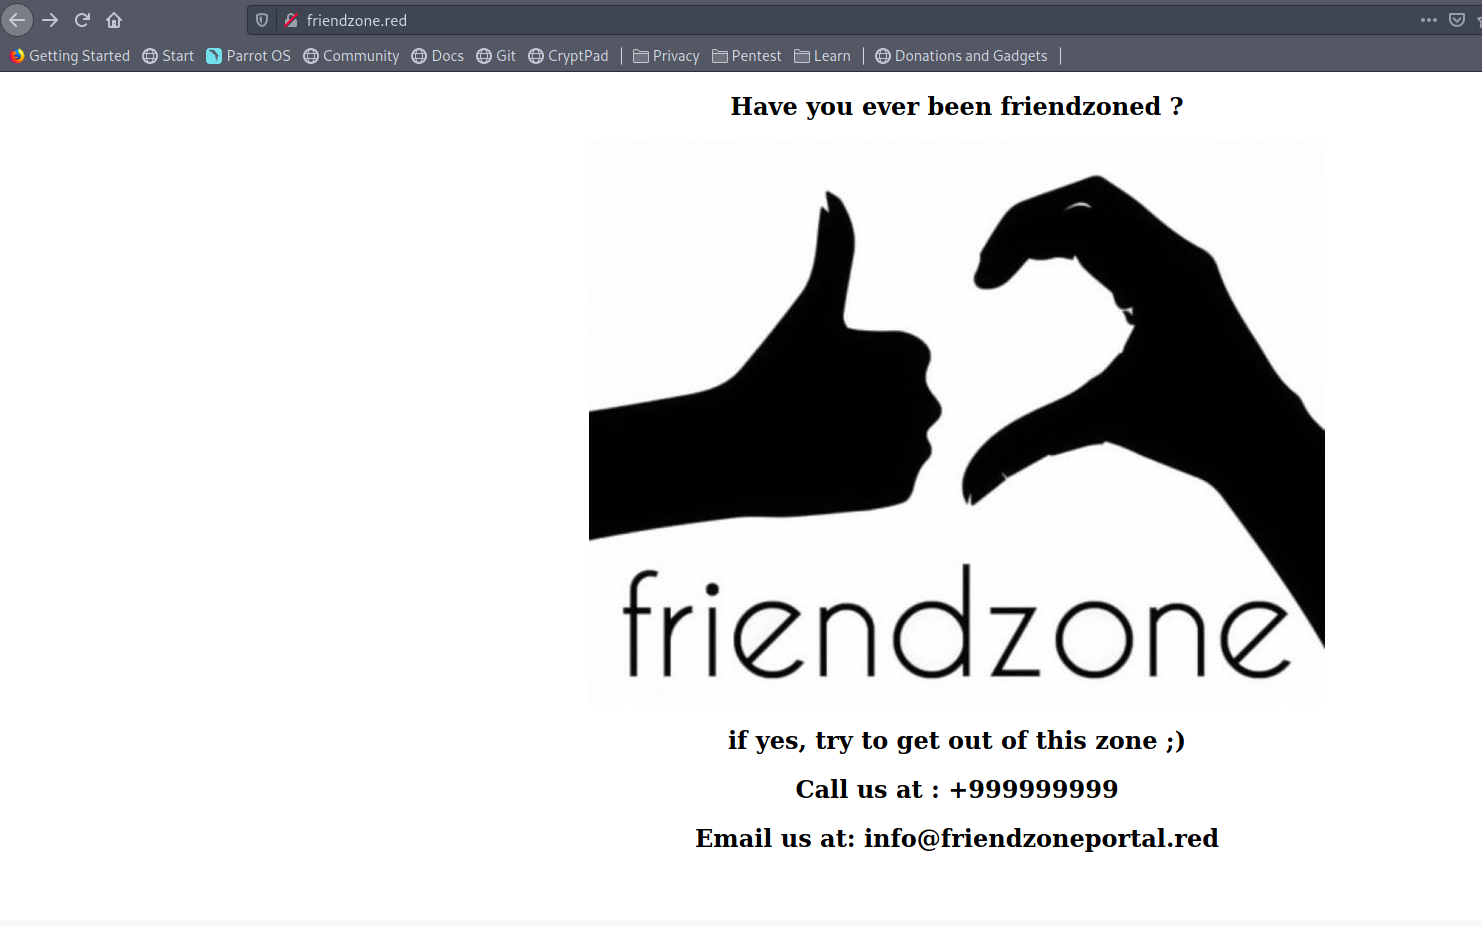 friendzone.red
Getting Started Start Parrot OS Community Docs Git CryptPad Privacy Pentest Learn Donations and Gadgets
Have you ever been friendzoned ?
friendzone
if yes, try to get out of this zone ;)
Call us at : +999999999
Email us at: info@friendzoneportal.red